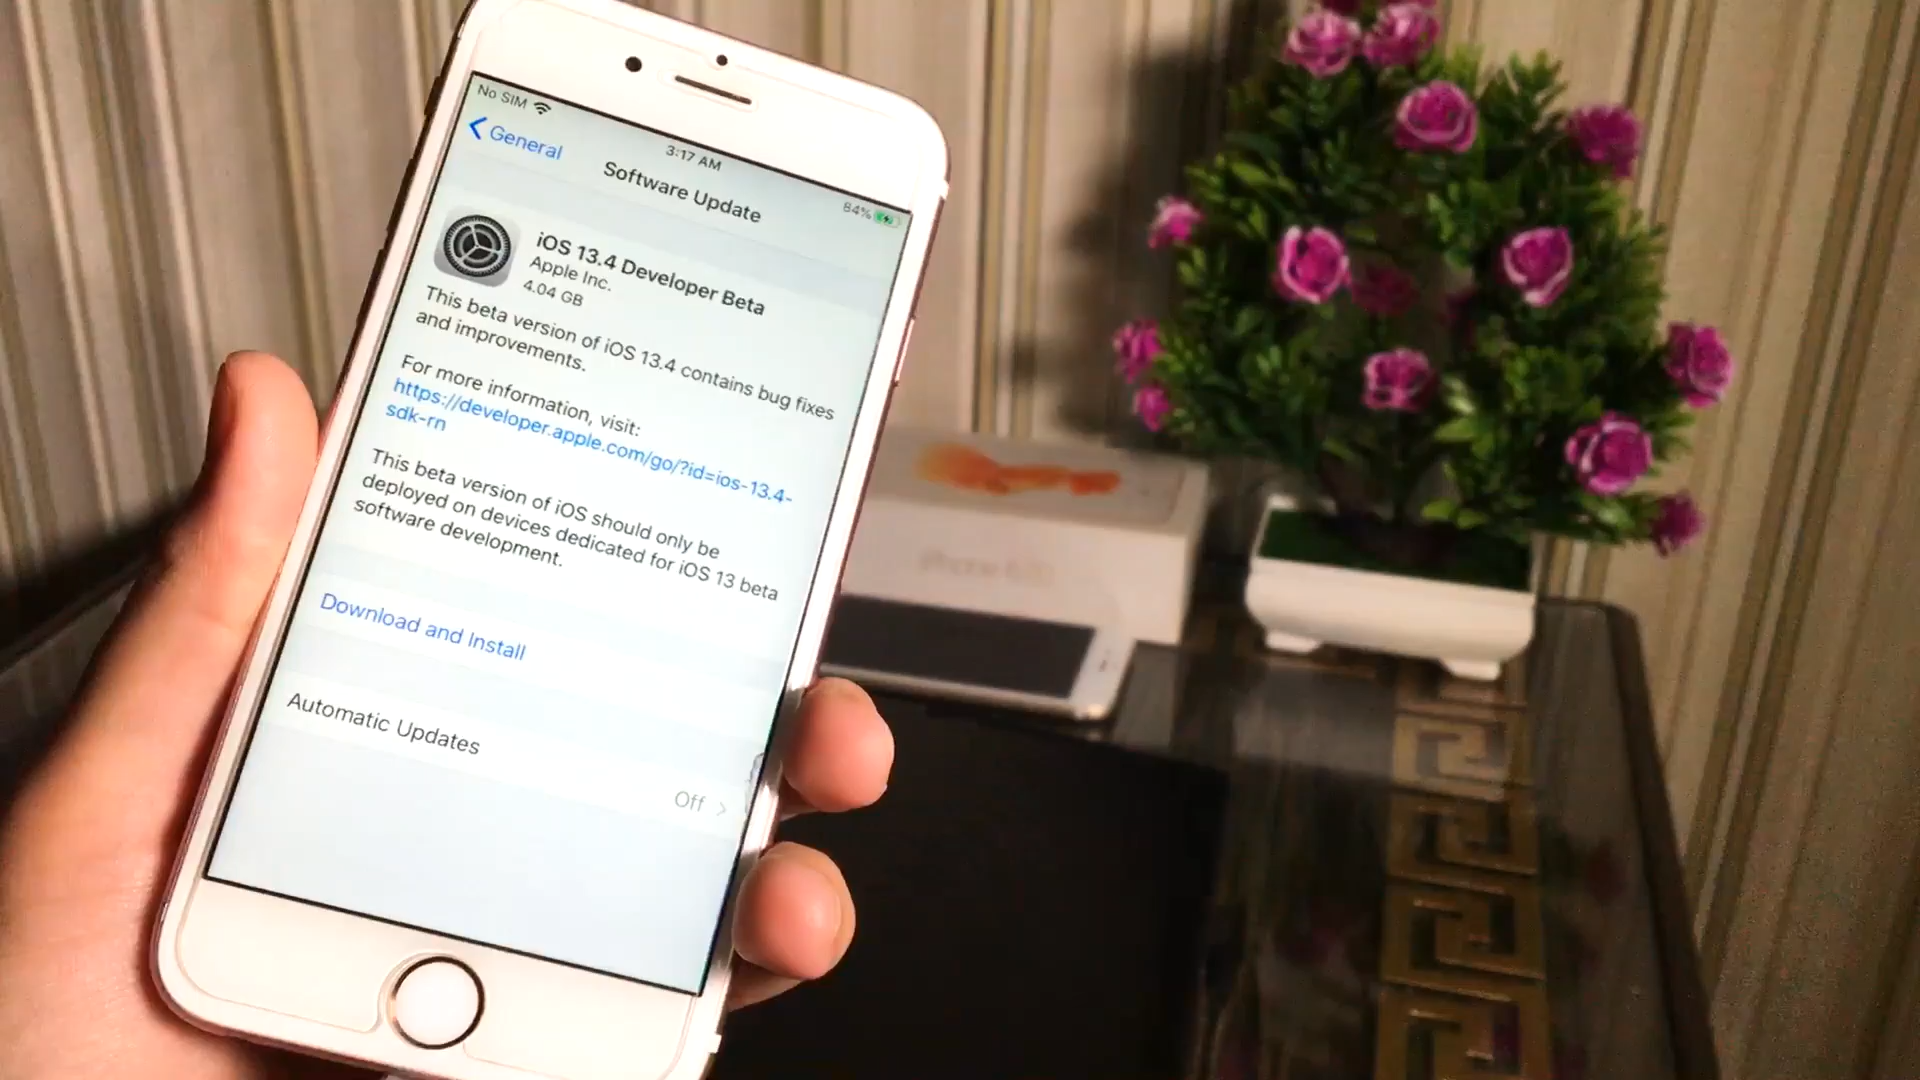 No SIM
3:17 AM
84%
General
Software Update
iOS 13.4 Developer Beta
Apple Inc.
4.04 GB
This beta version of iOS 13.4 contains bug fixes
and improvements.
For more information, visit:
https://developer.apple.com/go/?id=ios-13.4-
sdk-rn
This beta version of iOS should only be
deployed on devices dedicated for iOS 13 beta
software development.
Download and Install
Automatic Updates
Off
iPhone